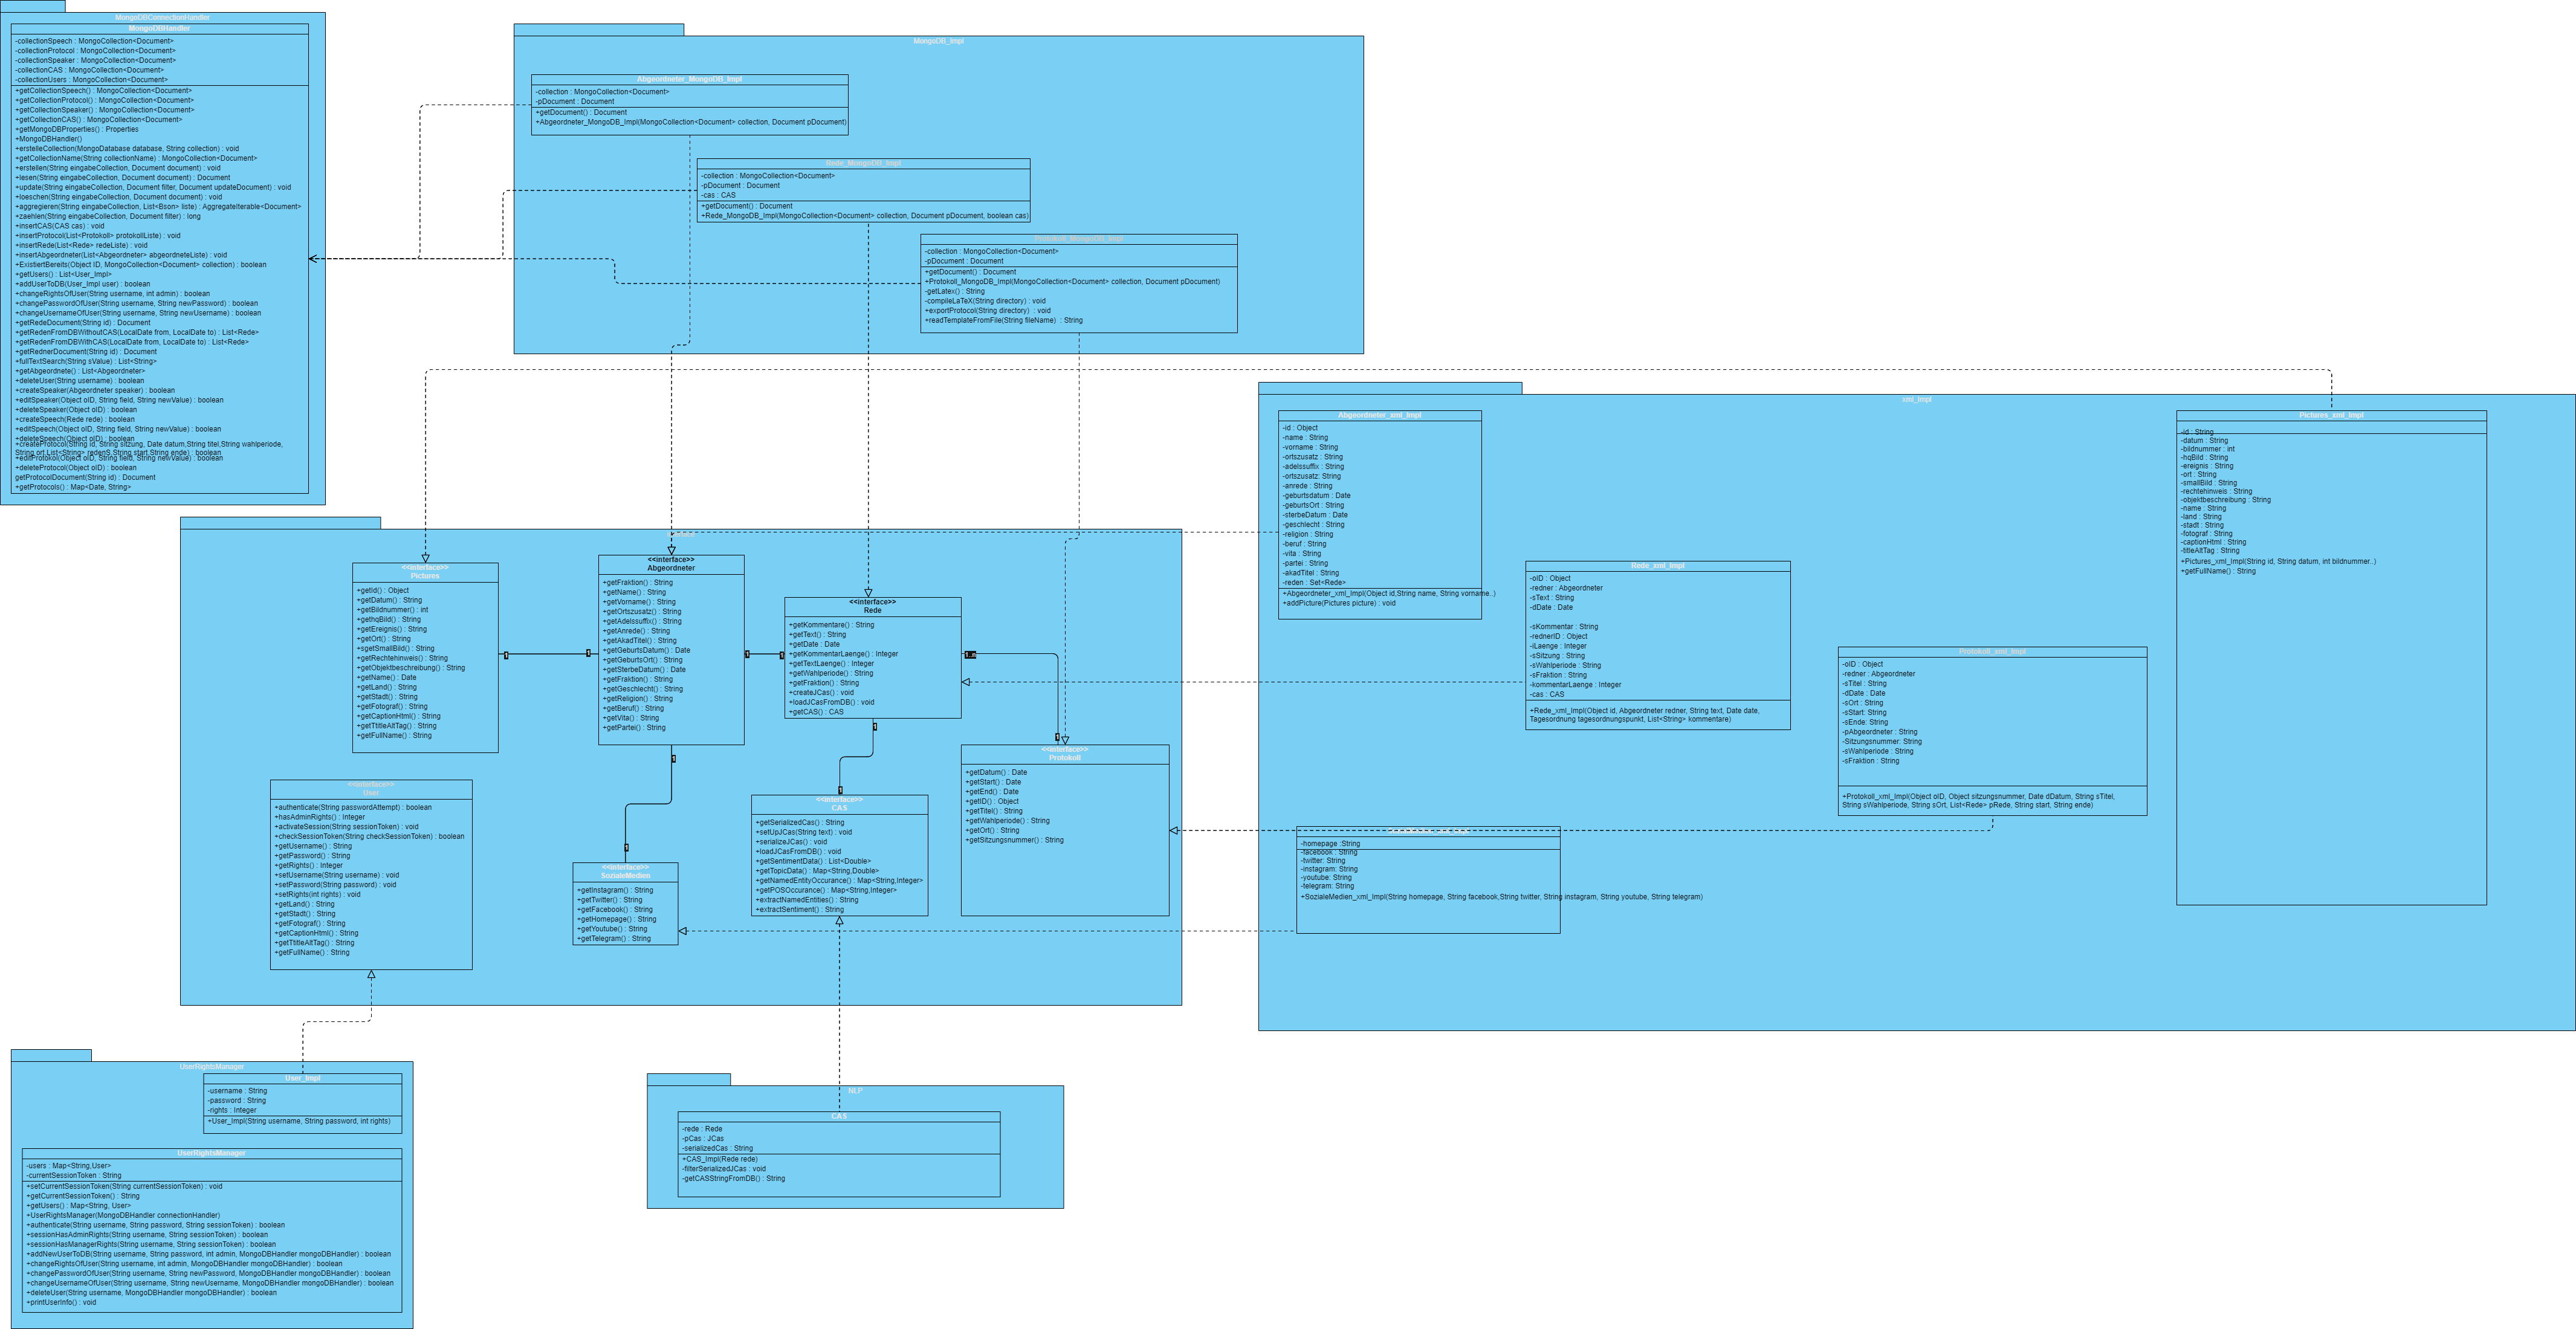 MongoDBConnectionHandler
MongoDBHandler
-collectionSpeech : MongoCollection<Document>
-collectionProtocol : MongoCollection<Document>
-collectionSpeaker : MongoCollection<Document>
-collectionCAS : MongoCollection<Document>
-collectionUsers : MongoCollection<Document>
+getCollectionSpeech() : MongoCollection<Document>
+getCollectionProtocol() : MongoCollection<Document>
+getCollectionSpeaker() : MongoCollection<Document>
+getCollectionCAS() : MongoCollection<Document>
+getMongoDBProperties() : Properties
+MongoDBHandler()
+erstelleCollection(MongoDatabase database, String collection) : void
+getCollectionName(String collectionName) : MongoCollection<Document>
+erstellen(String eingabeCollection, Document document) : void
+lesen(String eingabeCollection, Document document) : Document
+update(String eingabeCollection, Document filter, Document updateDocument) : void
+loeschen(String eingabeCollection, Document document) : void
+aggregieren(String eingabeCollection, List<Bson> liste) : AggregateIterable<Document>
+zaehlen(String eingabeCollection, Document filter) : long
+insertCAS(CAS cas) : void
+insertProtocol(List<Protokoll> protokollListe) : void
+insertRede(List<Rede> redeListe) : void
+insertAbgeordneter(List<Abgeordneter> abgeordneteListe) : void
+ExistiertBereits(Object ID, MongoCollection<Document> collection) : boolean
+getUsers() : List<User_Impl>
+addUserToDB(User_Impl user) : boolean
+changeRightsOfUser(String username, int admin) : boolean
+changePasswordOfUser(String username, String newPassword) : boolean
+changeUsernameOfUser(String username, String newUsername) : boolean
+getRedeDocument(String id) : Document
+getRedenFromDBWithoutCAS(LocalDate from, LocalDate to) : List<Rede>
+getRedenFromDBWithCAS(LocalDate from, LocalDate to) : List<Rede>
+getRednerDocument(String id) : Document
+fullTextSearch(String sValue) : List<String>
+getAbgeordnete() : List<Abgeordneter>
+deleteUser(String username) : boolean
+createSpeaker(Abgeordneter speaker) : boolean
+editSpeaker(Object oID, String field, String newValue) : boolean
+deleteSpeaker(Object oID) : boolean
+createSpeech(Rede rede) : boolean
+editSpeech(Object oID, String field, String newValue) : boolean
+deleteSpeech(Object oID) : boolean
+createProtocol(String id, String sitzung, Date datum,String titel,String wahlperiode,
String ort,List<String> redenS,String start,String ende) : boolean
+editProtokol(Object oID, String field, String newValue) : boolean
+deleteProtocol(Object oID) : boolean
getProtocolDocument(String id) : Document
+getProtocols() : Map<Date, String>
MongoDB_Impl
Abgeordneter_MongoDB_Impl
-collection : MongoCollection<Document>
-pDocument : Document
+getDocument() : Document
+Abgeordneter_MongoDB_Impl(MongoCollection<Document> collection, Document pDocument)
Rede_MongoDB_Impl
-collection : MongoCollection<Document>
-pDocument : Document
-cas : CAS
+getDocument() : Document
+Rede_MongoDB_Impl(MongoCollection<Document> collection, Document pDocument, boolean cas)
Protokoll_MongoDB_Impl
-collection : MongoCollection<Document>
-pDocument : Document
+getDocument() : Document
+Protokoll_MongoDB_Impl(MongoCollection<Document> collection, Document pDocument)
-getLatex() : String
-compileLaTeX(String directory) : void
+exportProtocol(String directory) : void
+readTemplateFromFile(String fileName) : String
xml_Impl
Abgeordneter_xml_Impl
-id : Object
-name : String
-vorname : String
-ortszusatz : String
-adelssuffix : String
-ortszusatz: String
-anrede : String
-geburtsdatum : Date
-geburtsOrt : String
-sterbeDatum : Date
-geschlecht : String
-religion : String
-beruf : String
-vita : String
-partei : String
-akadTitel : String
-reden : Set<Rede>
+Abgeordneter_xml_Impl(Object id,String name, String vorname..)
+addPicture(Pictures picture) : void
Rede_xml_Impl
-oID : Object
-redner : Abgeordneter
-sText : String
-dDate : Date
-sKommentar : String
-rednerID : Object
-iLaenge : Integer
-sSitzung : String
-sWahlperiode : String
-sFraktion : String
-kommentarLaenge : Integer
-cas : CAS
+Rede_xml_Impl(Object id, Abgeordneter redner, String text, Date date,
Tagesordnung tagesordnungspunkt, List<String> kommentare)
Protokoll_xml_Impl
-oID : Object
-redner : Abgeordneter
-sTitel : String
-dDate : Date
-sOrt : String
-sStart: String
-sEnde: String
-pAbgeordneter : String
-Sitzungsnummer: String
-sWahlperiode : String
-sFraktion : String
+Protokoll_xml_Impl(Object oID, Object sitzungsnummer, Date dDatum, String sTitel,
String sWahlperiode, String sOrt, List<Rede> pRede, String start, String ende)
Pictures_xml_Impl
-id : String
-datum : String
-bildnummer : int
-hqBild : String
-ereignis : String
-ort : String
-smallBild : String
-rechtehinweis : String
-objektbeschreibung : String
-name : String
-land : String
-stadt : String
-fotograf : String
-captionHtml : String
-titleAltTag : String
+Pictures_xml_Impl(String id, String datum, int bildnummer..)
+getFullName() : String
-homepage :String
-facebook : String
-twitter: String
-instagram: String
-youtube: String
-telegram: String
+SozialeMedien_xml_Impl(String homepage, String facebook,String twitter, String instagram, String youtube, String telegram)
<<interface>>
Pictures
+getId() : Object
+getDatum() : String
+getBildnummer() : int
+gethqBild() : String
+getEreignis() : String
+getOrt() : String
+sgetSmallBild() : String
+getRechtehinweis() : String
+getObjektbeschreibung() : String
+getName() : Date
+getLand() : String
+getStadt() : String
+getFotograf() : String
+getCaptionHtml() : String
+getTtitleAltTag() : String
+getFullName() : String
<<interface>>
Abgeordneter
+getFraktion() : String
+getName() : String
+getVorname() : String
+getOrtszusatz() : String
+getAdelssuffix() : String
+getAnrede() : String
+getAkadTitel() : String
+getGeburtsDatum() : Date
+getGeburtsOrt() : String
+getSterbeDatum() : Date
+getFraktion() : String
+getGeschlecht() : String
+getReligion() : String
+getBeruf() : String
+getVita() : String
+getPartei() : String
<<interface>>
Rede
+getKommentare() : String
+getText() : String
+getDate : Date
+getKommentarLaenge() : Integer
+getTextLaenge() : Integer
+getWahlperiode() : String
+getFraktion() : String
+createJCas() : void
+loadJCasFromDB() : void
+getCAS() : CAS
<<interface>>
Protokoll
+getDatum() : Date
+getStart() : Date
+getEnd() : Date
+getID() : Object
+getTitel() : String
+getWahlperiode() : String
+getOrt() : String
+getSitzungsnummer() : String
<<interface>>
User
+authenticate(String passwordAttempt) : boolean
+hasAdminRights() : Integer
+activateSession(String sessionToken) : void
+checkSessionToken(String checkSessionToken) : boolean
+getUsername() : String
+getPassword() : String
+getRights() : Integer
+setUsername(String username) : void
+setPassword(String password) : void
+setRights(int rights) : void
+getLand() : String
+getStadt() : String
+getFotograf() : String
+getCaptionHtml() : String
+getTtitleAltTag() : String
+getFullName() : String
<<interface>>
SozialeMedien
+getInstagram() : String
+getTwitter() : String
+getFacebook() : String
+getHomepage() : String
+getYoutube() : String
+getTelegram() : String
<<interface>>
CAS
+getSerializedCas() : String
+setUpJCas(String text) : void
+serializeJCas() : void
+loadJCasFromDB() : void
+getSentimentData() : List<Double>
+getTopicData() : Map<String,Double>
+getNamedEntityOccurance() : Map<String,Integer>
+getPOSOccurance() : Map<String,Integer>
+extractNamedEntities() : String
+extractSentiment() : String
1
1
1
1
1
1
1
1
1
UserRightsManager
User_Impl
-username : String
-password : String
-rights : Integer
+User_Impl(String username, String password, int rights)
UserRightsManager
-users : Map<String,User>
-currentSessionToken : String
+setCurrentSessionToken(String currentSessionToken) : void
+getCurrentSessionToken() : String
+getUsers() : Map<String, User>
+UserRightsManager(MongoDBHandler connectionHandler)
+authenticate(String username, String password, String sessionToken) : boolean
+sessionHasAdminRights(String username, String sessionToken) : boolean
+sessionHasManagerRights(String username, String sessionToken) : boolean
+addNewUserToDB(String username, String password, int admin, MongoDBHandler mongoDBHandler) : boolean
+changeRightsOfUser(String username, int admin, MongoDBHandler mongoDBHandler) : boolean
+changePasswordOfUser(String username, String newPassword, MongoDBHandler mongoDBHandler) : boolean
+changeUsernameOfUser(String username, String newUsername, MongoDBHandler mongoDBHandler) : boolean
+deleteUser(String username, MongoDBHandler mongoDBHandler) : boolean
+printUserInfo() : void
NLP
CAS
-rede : Rede
-pCas : JCas
-serializedCas : String
+CAS_Impl(Rede rede)
-filterSerializedJCas : void
-getCASStringFromDB() : String